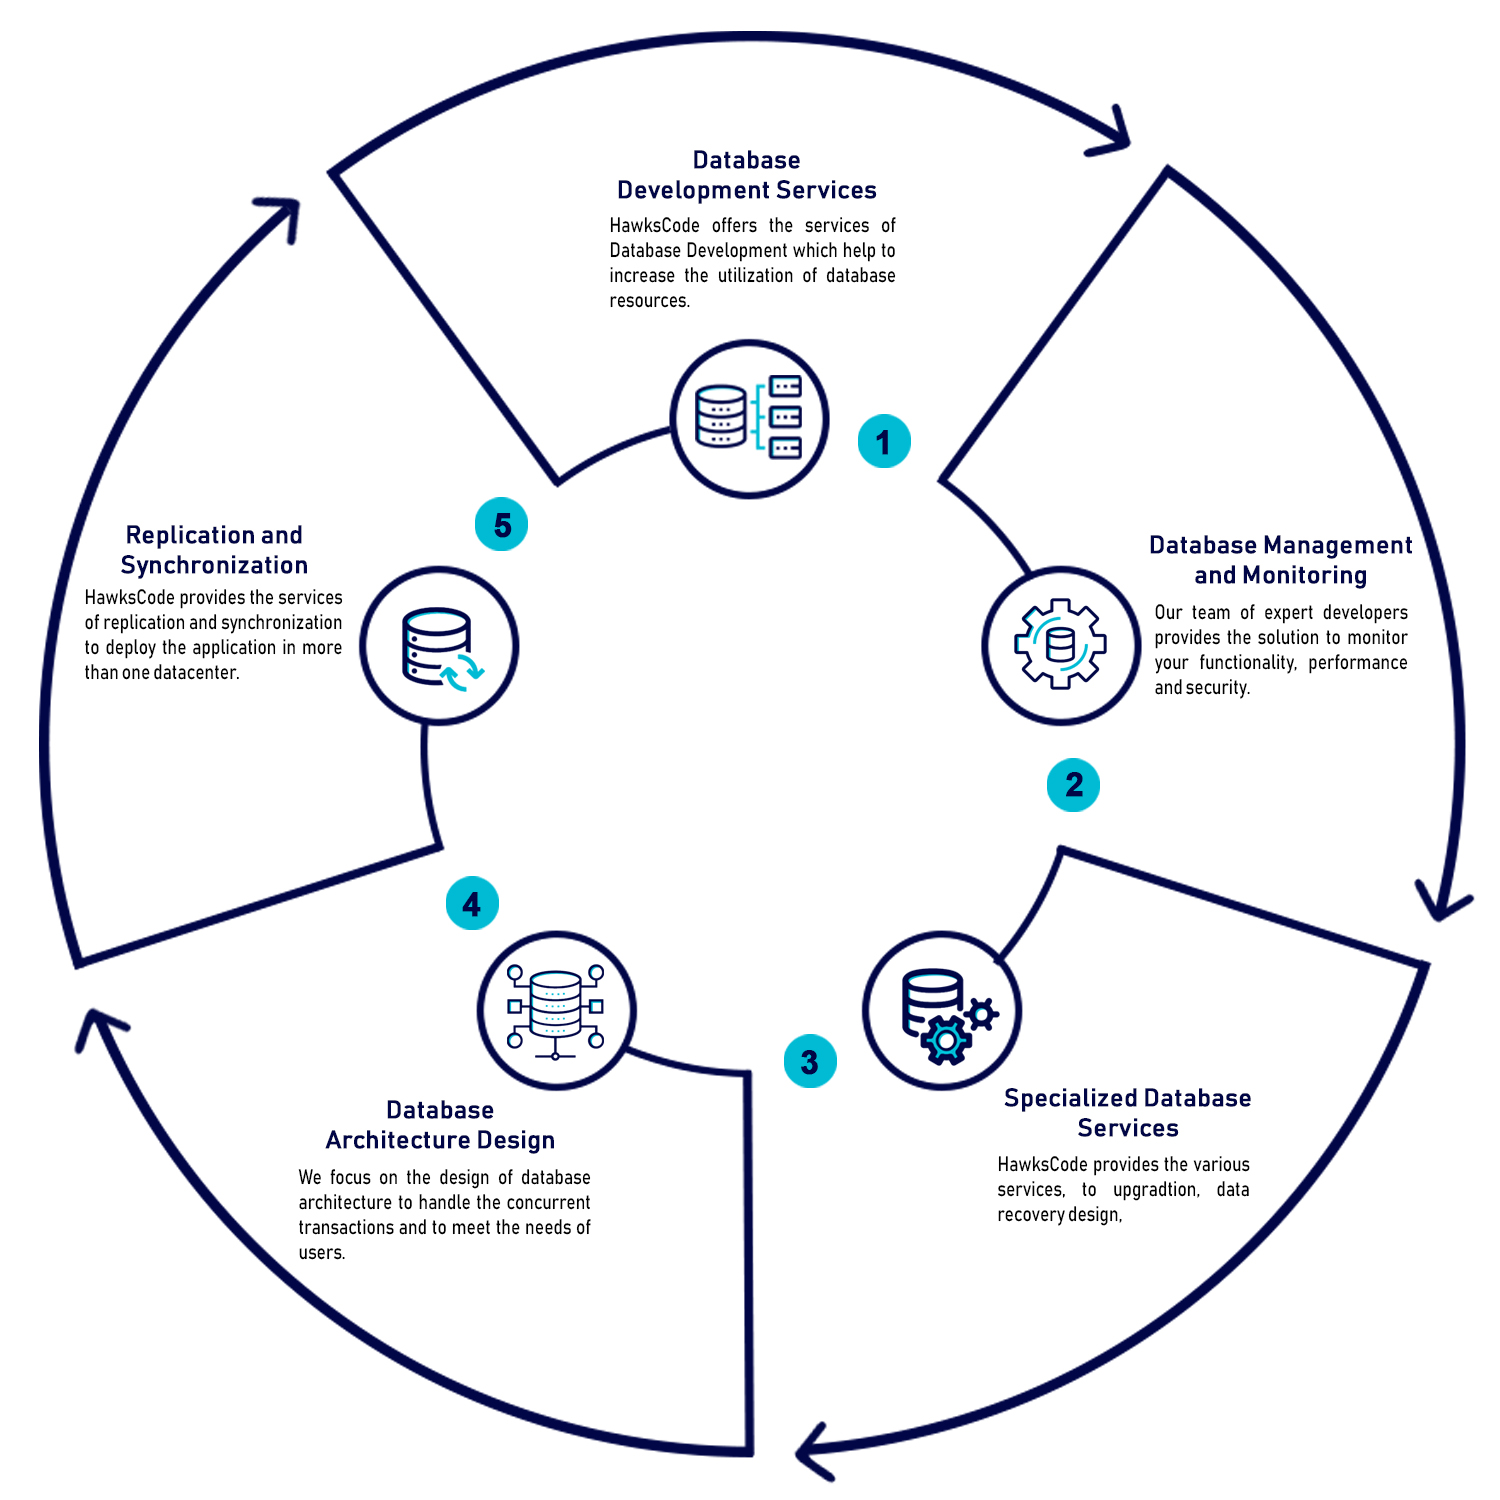 Database
Development Services
HawksCode offers the services of
Database Development which help to
increase the utilization of database
resources.
1
Database Management
and Monitoring
Our team of expert developers
provides the solution to monitor
your functionality, performance
and security.
2
Specialized Database
Services
HawksCode provides the various
services, to upgradtion, data
recovery design,
3
Database
Architecture Design
We focus on the design of database
architecture to handle the concurrent
transactions and to meet the needs of
users.
4
Replication and
Synchronization
HawksCode provides the services
of replication and synchronization
to deploy the application in more
than one datacenter.
5